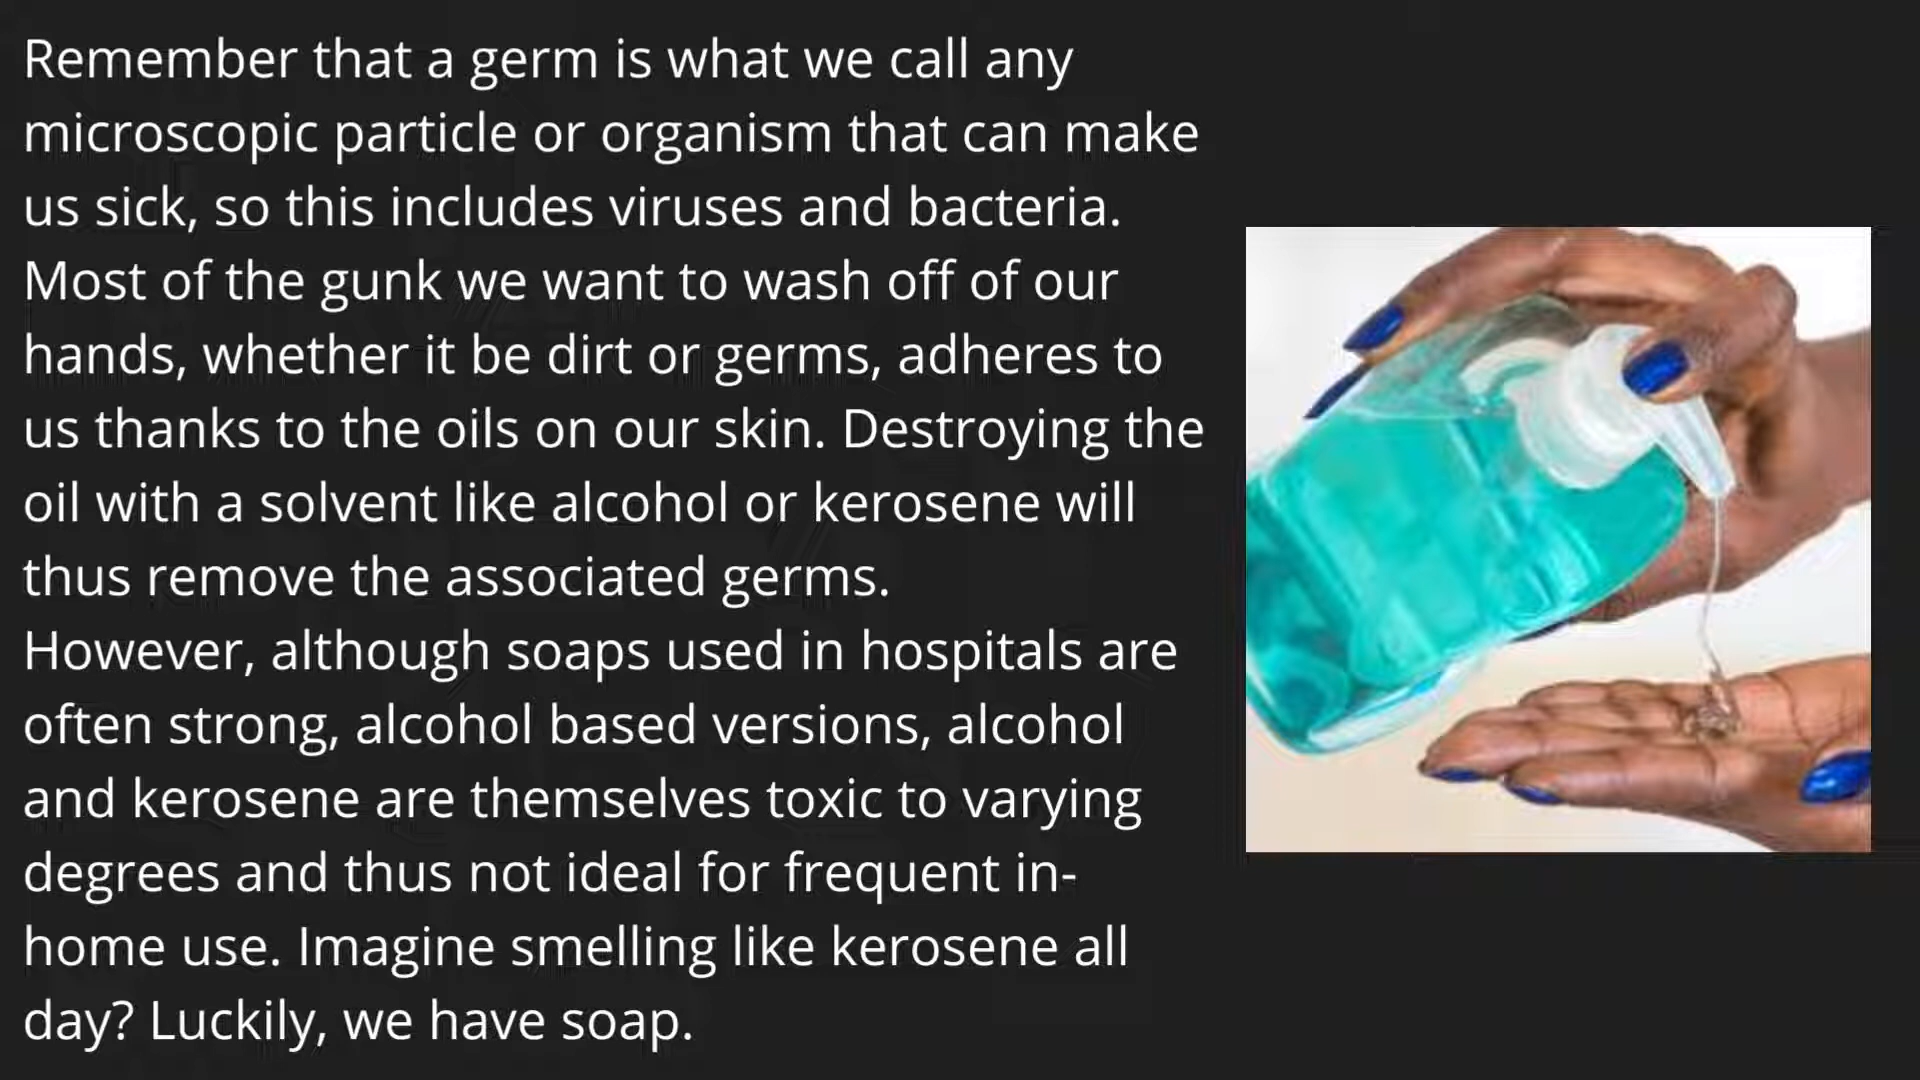 Remember that a germ is what we call any
microscopic particle or organism that can make
us sick, so this includes viruses and bacteria.
Most of the gunk we want to wash off of our
hands, whether it be dirt or germs, adheres to
us thanks to the oils on our skin. Destroying the
oil with a solvent like alcohol or kerosene will
thus remove the associated germs.
However, although soaps used in hospitals are
often strong, alcohol based versions, alcohol
and kerosene are themselves toxic to varying
degrees and thus not ideal for frequent in-
home use. Imagine smelling like kerosene all
day? Luckily, we have soap.